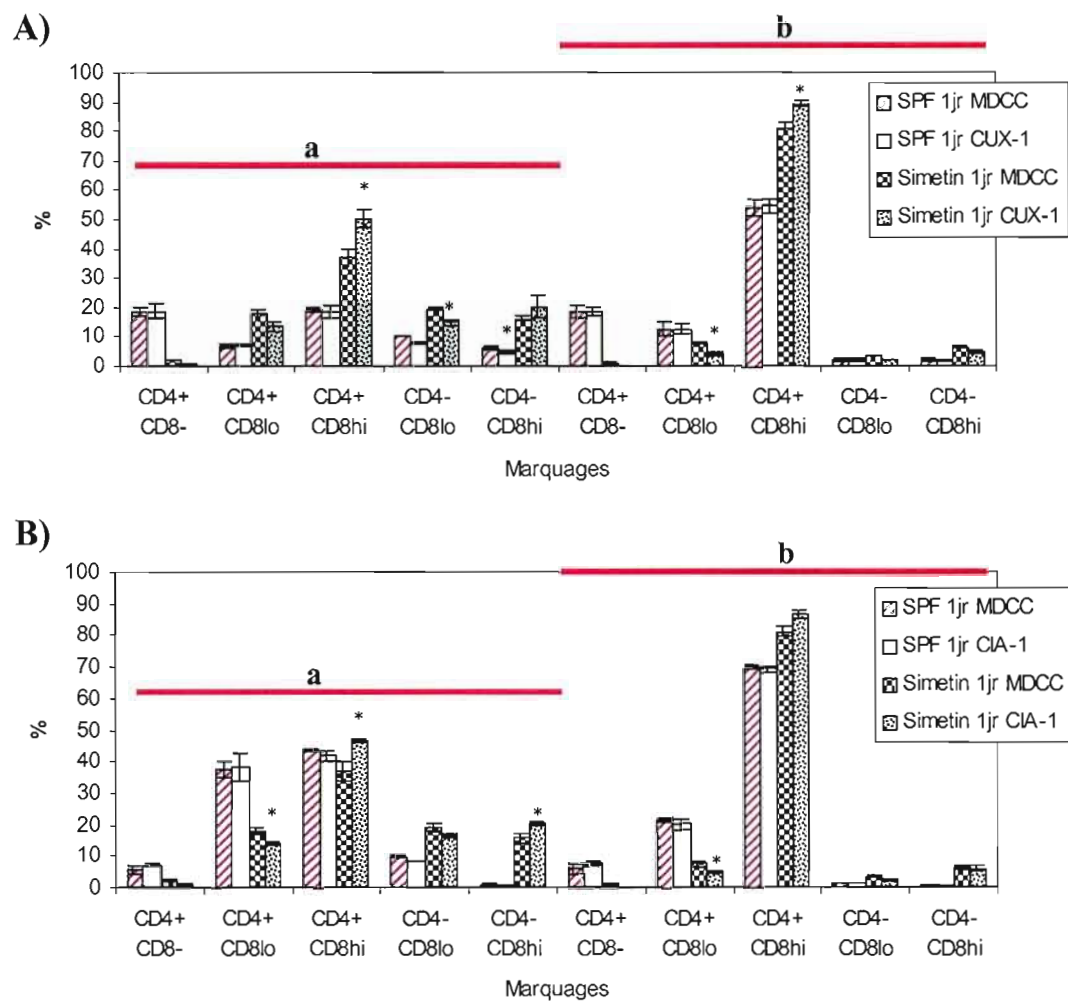 A)
b
100
90
80
70
60
50
40
30
20
10
0
%
a
*
*
*
*
*
SPF 1jr MDCC
SPF 1jr CUX-1
Simetin 1jr MDCC
Simetin 1jr CUX-1
CD4+ CD4+ CD4+ CD4- CD4- CD4+ CD4+ CD4+ CD4- CD4-
CD8- CD8lo CD8hi CD8lo CD8hi CD8- CD8lo CD8hi CD8lo CD8hi
Marquages
B)
b
100
90
80
70
60
50
40
30
20
10
0
%
a
*
*
*
*
SPF 1jr MDCC
SPF 1jr CIA-1
Simetin 1jr MDCC
Simetin 1jr CIA-1
CD4+ CD4+ CD4+ CD4- CD4- CD4+ CD4+ CD4+ CD4- CD4-
CD8- CD8lo CD8hi CD8lo CD8hi CD8- CD8lo CD8hi CD8lo CD8hi
Marquages